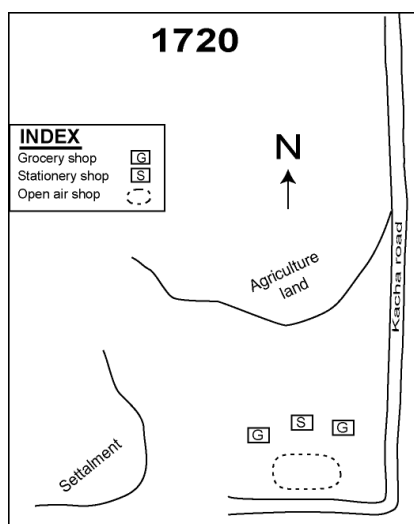 1720
INDEX
Grocery shop G
Stationery shop S
Open air shop
N
Agriculture
land
Kacha road
S
G
G
Settalment